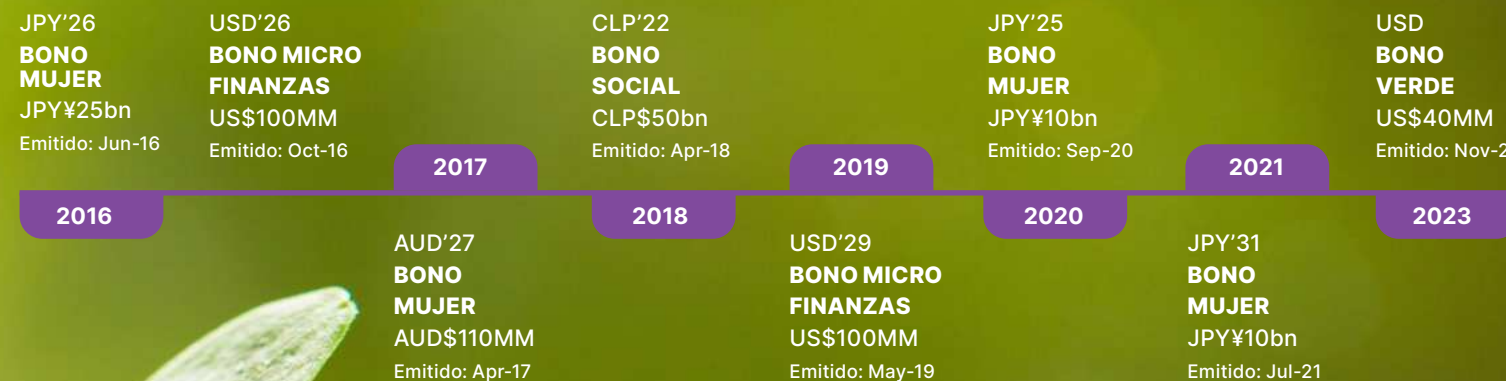 JPY’26
BONO
MUJER
JPY¥25bn
Emitido: Jun-16
USD’26
BONO MICRO
FINANZAS
US$100MM
Emitido: Oct-16
2016
2017
AUD’27
BONO
MUJER
AUD$110MM
Emitido: Apr-17
CLP’22
BONO
SOCIAL
CLP$50bn
Emitido: Apr-18
2018
2019
USD’29
BONO MICRO
FINANZAS
US$100MM
Emitido: May-19
JPY’25
BONO
MUJER
JPY¥10bn
Emitido: Sep-20
2020
2021
JPY’31
BONO
MUJER
JPY¥10bn
Emitido: Jul-21
USD
BONO
VERDE
US$40MM
Emitido:
2023